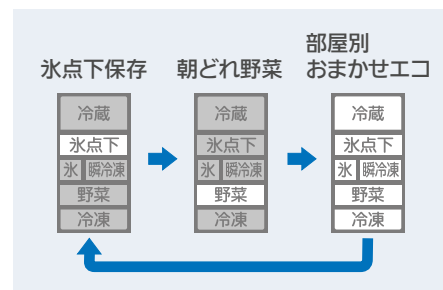 氷点下保存
朝どれ野菜
部屋別
おまかせエコ
冷蔵
氷点下
氷 瞬冷凍
野菜
冷凍
冷蔵
氷点下
氷 瞬冷凍
野菜
冷凍
冷蔵
氷点下
氷 瞬冷凍
野菜
冷凍